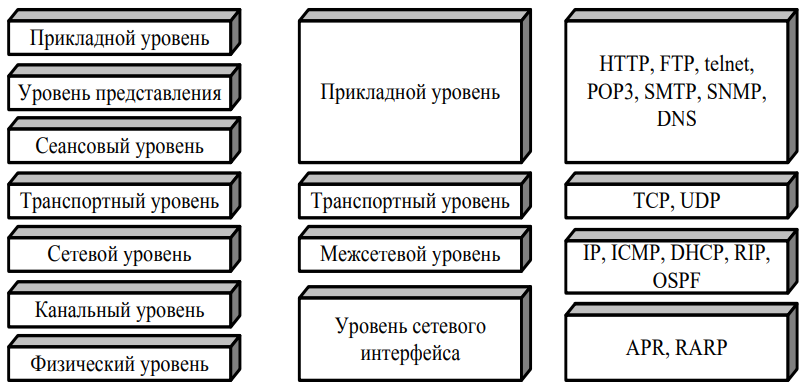 Прикладной уровень
Уровень представления
Сеансовый уровень
Транспортный уровень
Сетевой уровень
Канальный уровень
Физический уровень
Прикладной уровень
Транспортный уровень
Межсетевой уровень
Уровень сетевого
интерфейса
HTTP, FTP, telnet,
POP3, SMTP, SNMP,
DNS
TCP, UDP
IP, ICMP, DHCP, RIP,
OSPF
APR, RARP